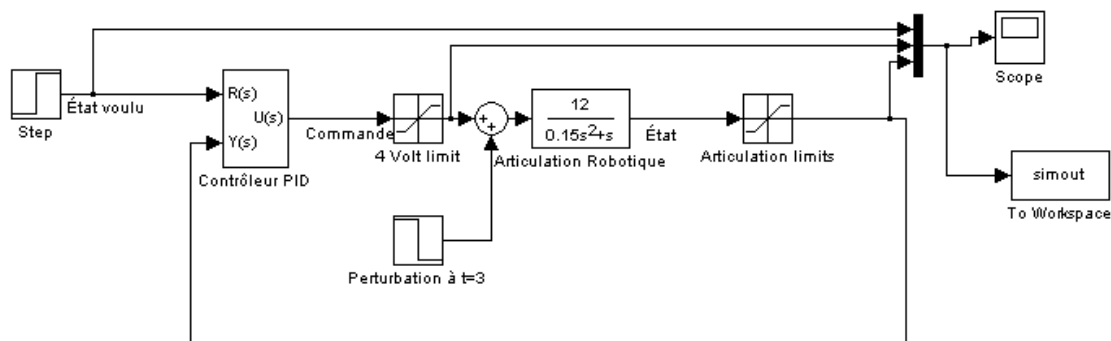 Step
État voulu
R(s)
U(s)
Y(s)
Contrôleur PID
Commande
4 Volt limit
+
+
12
0.15s²+s
Articulation Robotique
État
Articulation limits
Perturbation à t=3
Scope
simout
To Workspace